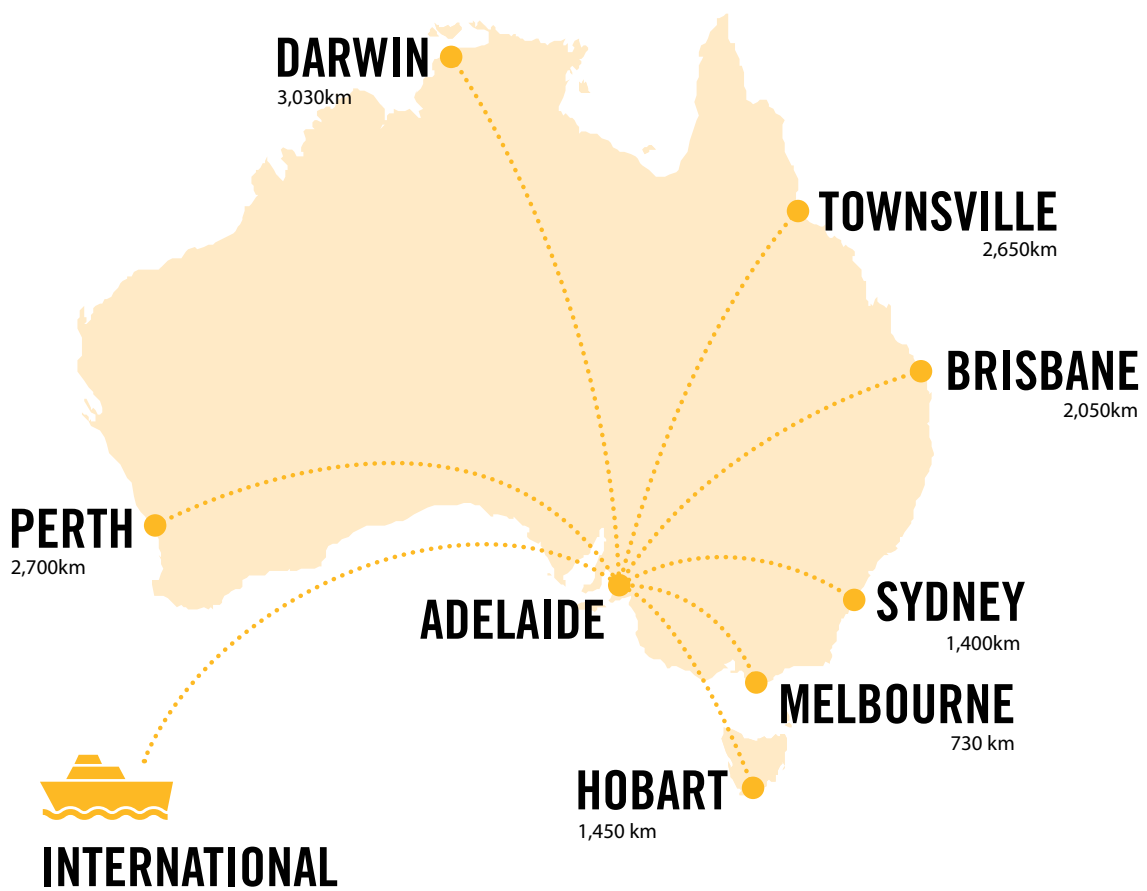 DARWIN
3,030km
TOWNSVILLE
2,650km
BRISBANE
2,050km
PERTH
2,700km
ADELAIDE
SYDNEY
1,400km
MELBOURNE
730 km
HOBART
1,450 km
INTERNATIONAL